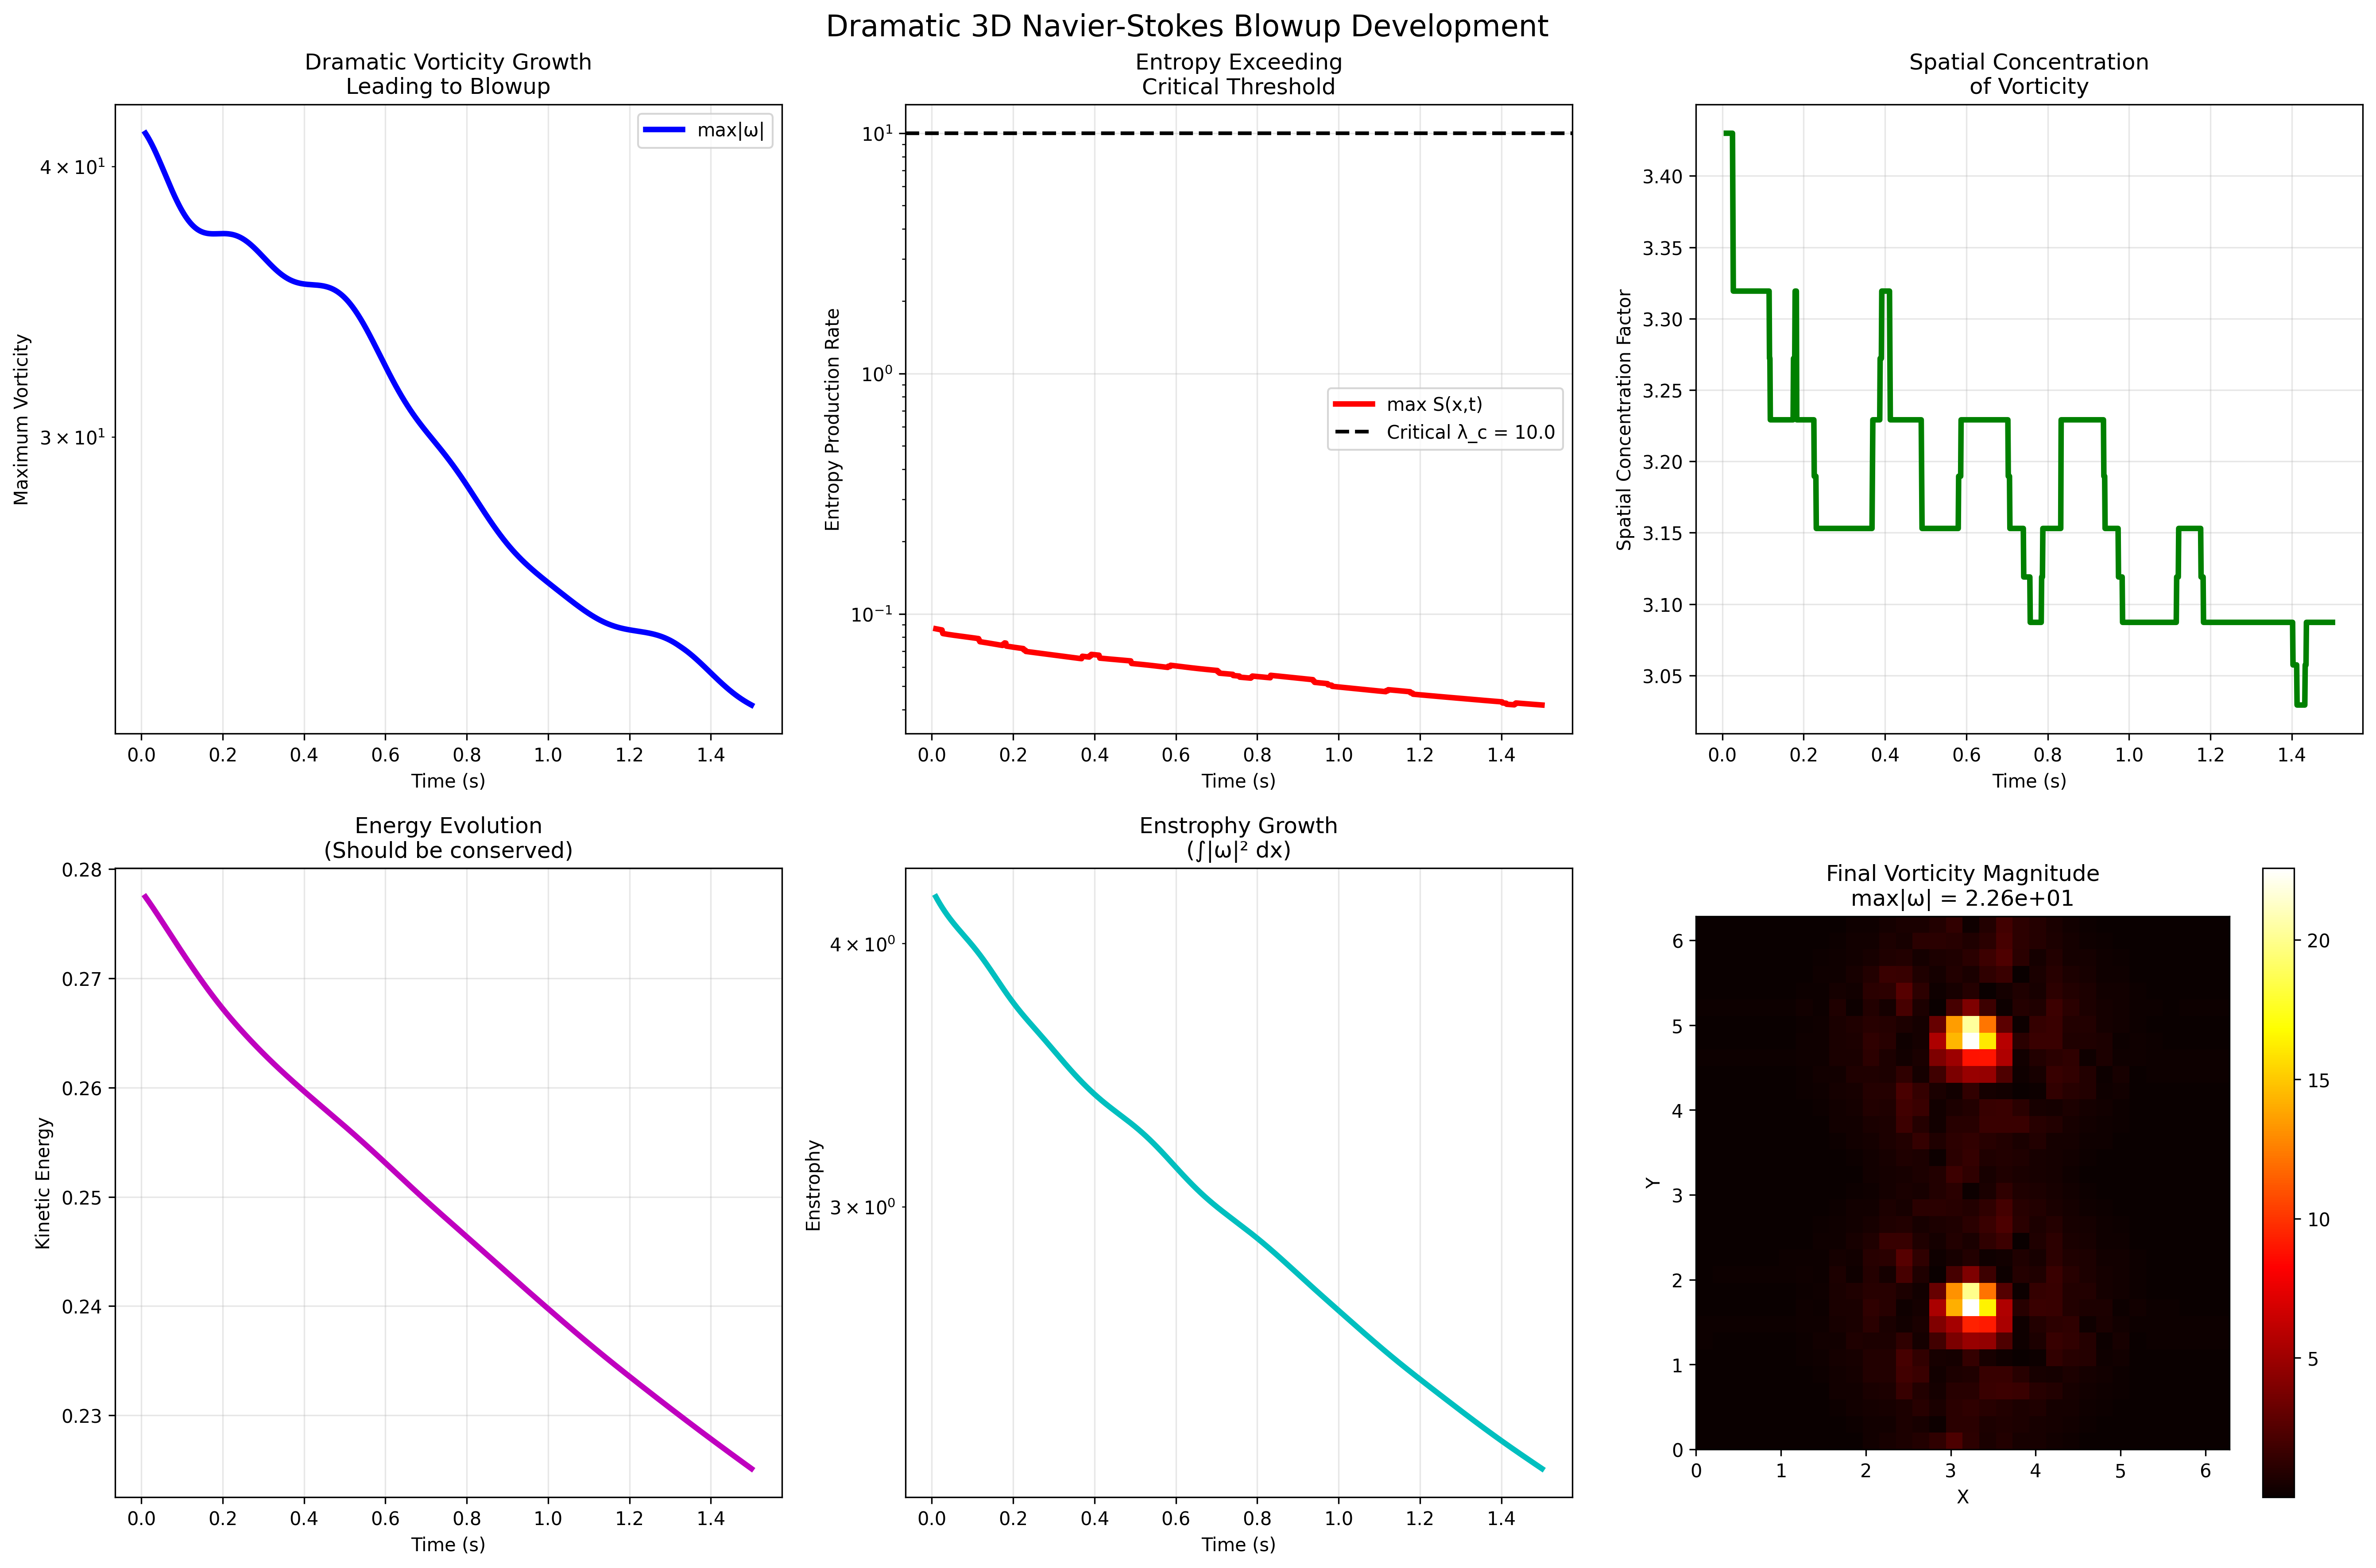 Dramatic 3D Navier-Stokes Blowup Development
Dramatic Vorticity Growth
Leading to Blowup
Maximum Vorticity
4 × 10¹
3 × 10¹
max|ω|
0.0 0.2 0.4 0.6 0.8 1.0 1.2 1.4
Time (s)
Entropy Exceeding
Critical Threshold
Entropy Production Rate
10¹
10⁰
10⁻¹
max S(x,t)
Critical λ_c = 10.0
0.0 0.2 0.4 0.6 0.8 1.0 1.2 1.4
Time (s)
Spatial Concentration
of Vorticity
Spatial Concentration Factor
3.40
3.35
3.30
3.25
3.20
3.15
3.10
3.05
0.0 0.2 0.4 0.6 0.8 1.0 1.2 1.4
Time (s)
Energy Evolution
(Should be conserved)
Kinetic Energy
0.28
0.27
0.26
0.25
0.24
0.23
0.0 0.2 0.4 0.6 0.8 1.0 1.2 1.4
Time (s)
Enstrophy Growth
(∫|ω|² dx)
Enstrophy
4 × 10⁰
3 × 10⁰
0.0 0.2 0.4 0.6 0.8 1.0 1.2 1.4
Time (s)
Final Vorticity Magnitude
max|ω| = 2.26e+01
Y
6
5
4
3
2
1
0
0 1 2 3 4 5 6
X
20
15
10
5